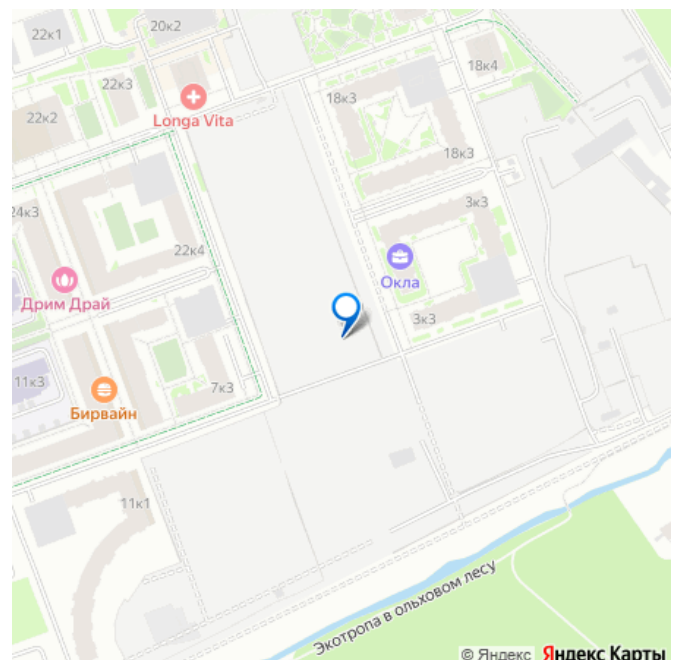 22к1
20к2
22к3
22к2
Longa Vita
18к4
18к3
18к3
24к3
22к4
3к3
Окла
Дрим Драй
3к3
11к3
7к3
Бирвайн
11к1
Экотропа в ольховом лесу
© Яндекс Яндекс Карты